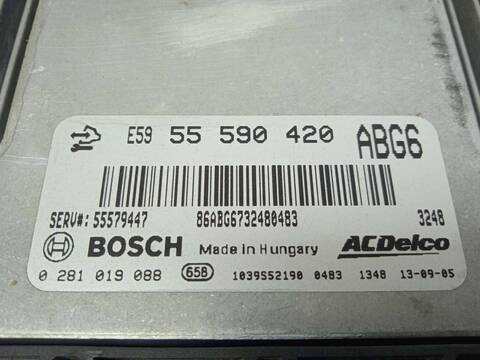 E59 55 590 420 ABG6
SERV#: 55579447 86ABG6732480483 3248
BOSCH Made in Hungary ACDelco
0 281 019 088 658 1039S52190 0483 1348 13-09-05